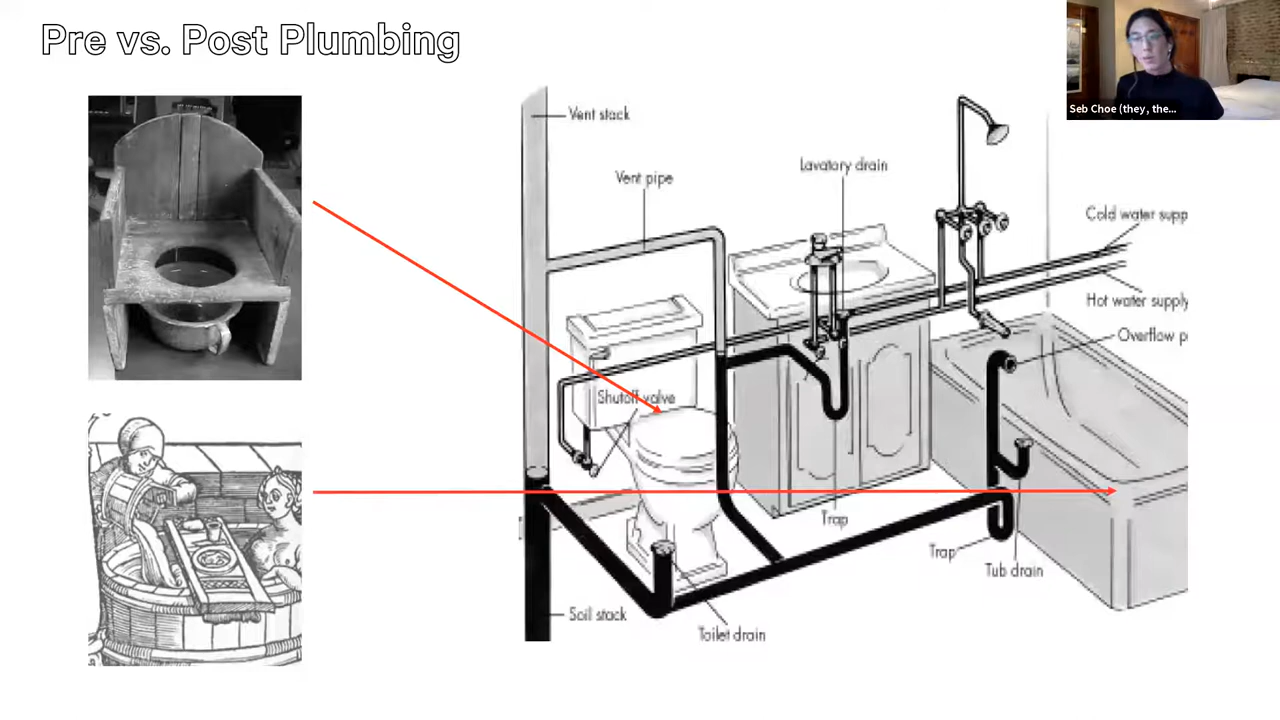 Pre vs. Post Plumbing
Seb Choe (they, the...
Vent stack
Vent pipe
Lavatory drain
Cold water supp
Hot water supply
Overflow p
Shutoff valve
Trap
Trap
Tub drain
Soil stack
Toilet drain